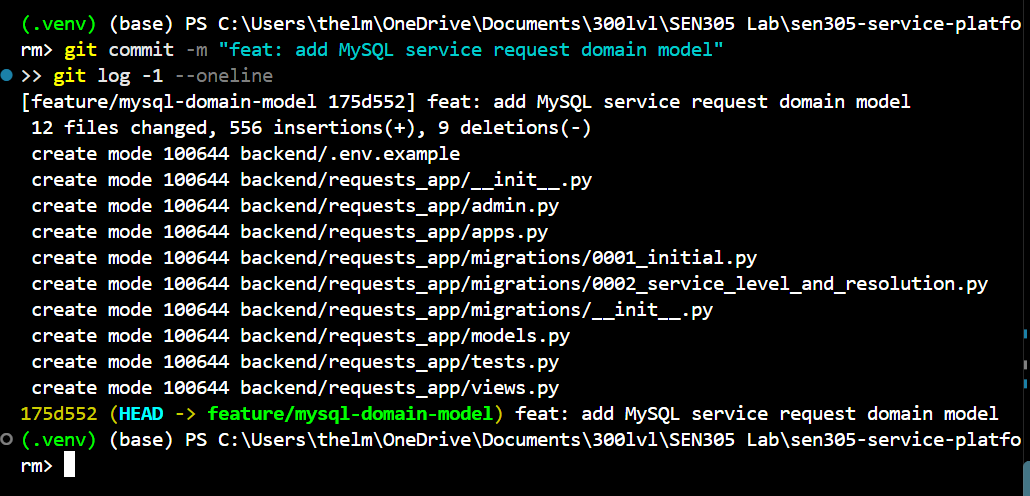 (.venv) (base) PS C:\Users\thelm\OneDrive\Documents\300lvl\SEN305 Lab\sen305-service-platfo
rm> git commit -m "feat: add MySQL service request domain model"
>> git log -1 --oneline
[feature/mysql-domain-model 175d552] feat: add MySQL service request domain model
 12 files changed, 556 insertions(+), 9 deletions(-)
 create mode 100644 backend/.env.example
 create mode 100644 backend/requests_app/__init__.py
 create mode 100644 backend/requests_app/admin.py
 create mode 100644 backend/requests_app/apps.py
 create mode 100644 backend/requests_app/migrations/0001_initial.py
 create mode 100644 backend/requests_app/migrations/0002_service_level_and_resolution.py
 create mode 100644 backend/requests_app/migrations/__init__.py
 create mode 100644 backend/requests_app/models.py
 create mode 100644 backend/requests_app/tests.py
 create mode 100644 backend/requests_app/views.py
175d552 (HEAD -> feature/mysql-domain-model) feat: add MySQL service request domain model
(.venv) (base) PS C:\Users\thelm\OneDrive\Documents\300lvl\SEN305 Lab\sen305-service-platfo
rm>